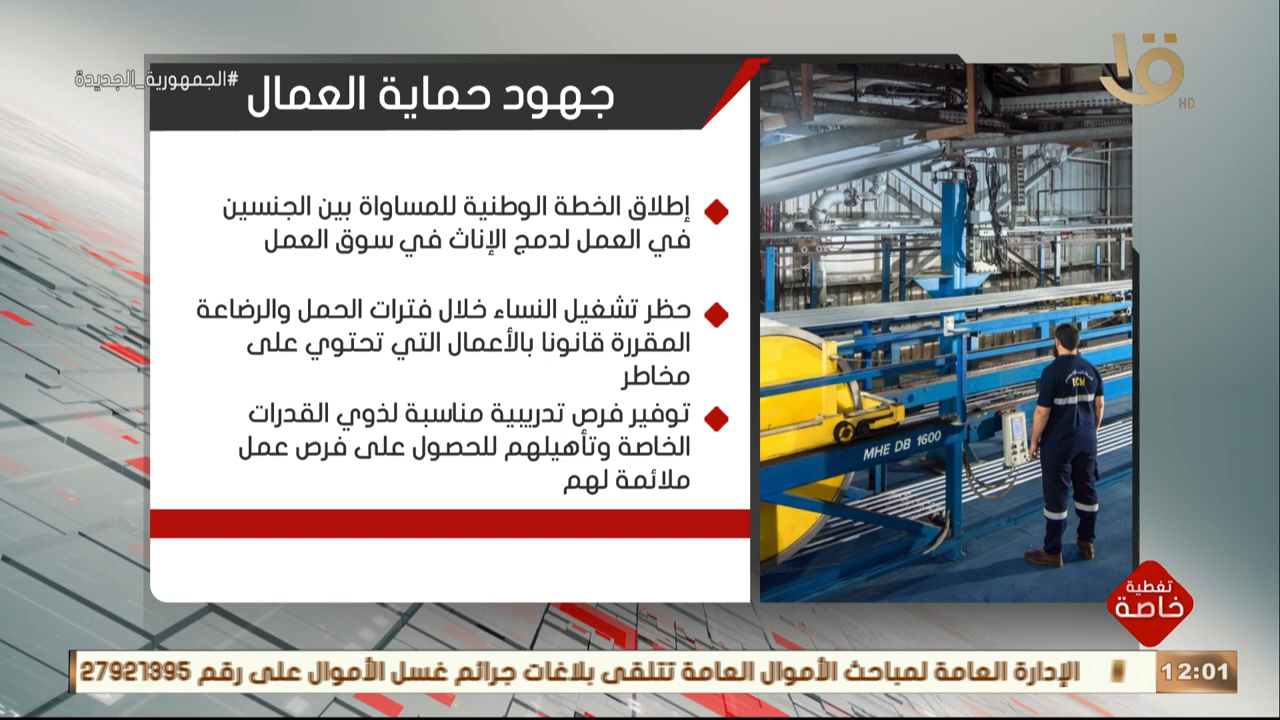 #الجمهورية_الجديدة
جهود حماية العمال
إطلاق الخطة الوطنية للمساواة بين الجنسين
في العمل لدمج الإناث في سوق العمل
حظر تشغيل النساء خلال فترات الحمل والرضاعة
المقررة قانونا بالأعمال التي تحتوي على
مخاطر
توفير فرص تدريبية مناسبة لذوي القدرات
الخاصة وتأهيلهم للحصول على فرص عمل
ملائمة لهم
HD
BCM
MHE DB 1600
تغطية
خاصة
الإدارة العامة لمباحث الأموال العامة تتلقى بلاغات جرائم غسل الأموال على رقم 27921395
12:01